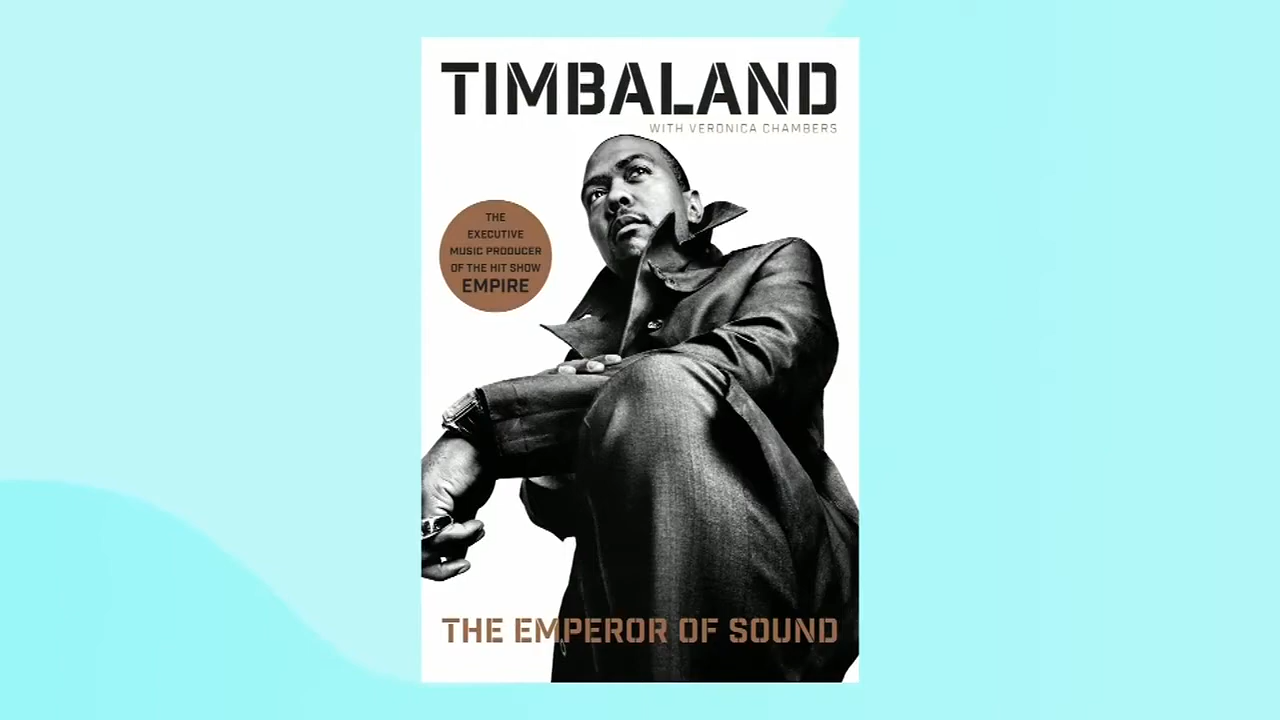 TIMBALAND
WITH VERONICA CHAMBERS
THE
EXECUTIVE
MUSIC PRODUCER
OF THE HIT SHOW
EMPIRE
THE EMPEROR OF SOUND